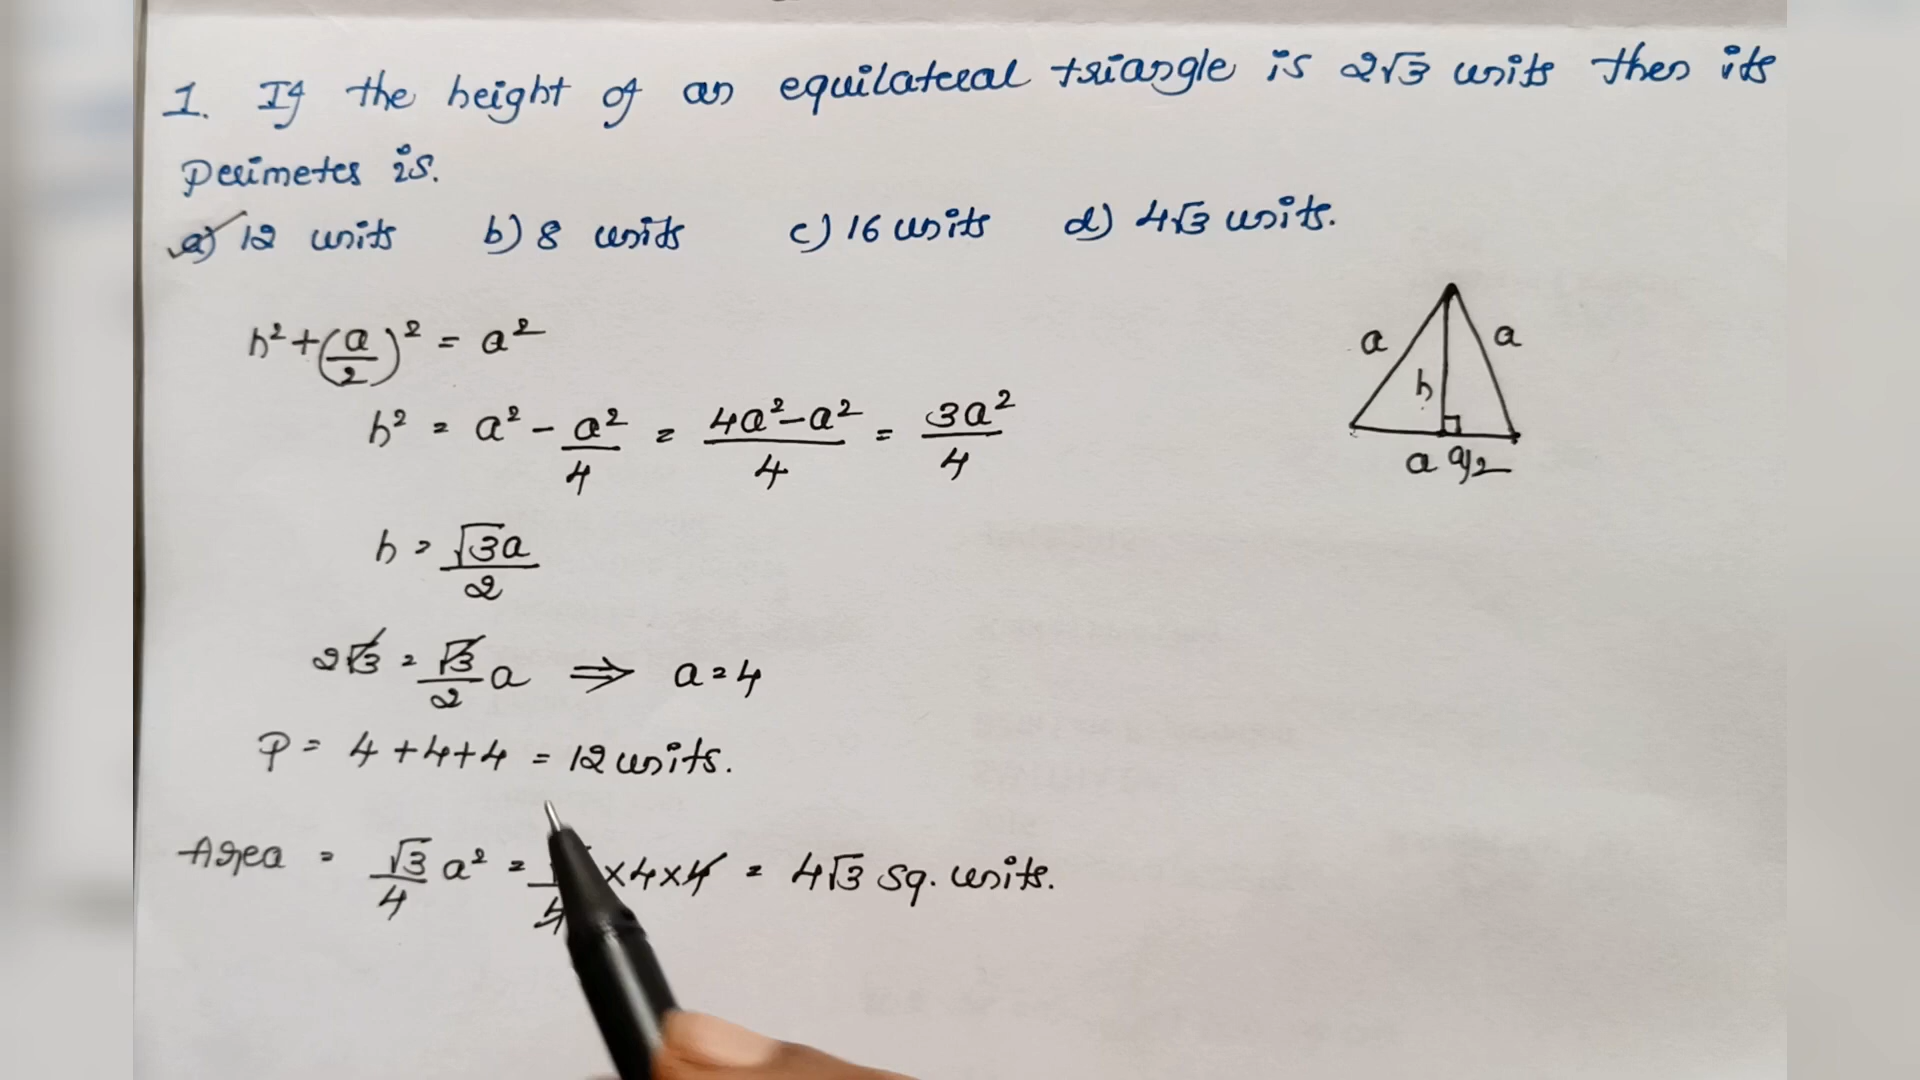 1. If the height of an equilateral triangle is 2√3 units then its
Perimeter is.
a) 12 units b) 8 units c) 16 units d) 4√3 units.
h² + (a/2)² = a²
h² = a² - a²/4 = (4a² - a²)/4 = 3a²/4
a a
h
a a/2
h = √3a/2
2√3 = √3/2 a ⇒ a = 4
P = 4 + 4 + 4 = 12 units.
Area = √3/4 a² = /4 × 4 × 4 = 4√3 sq. units.